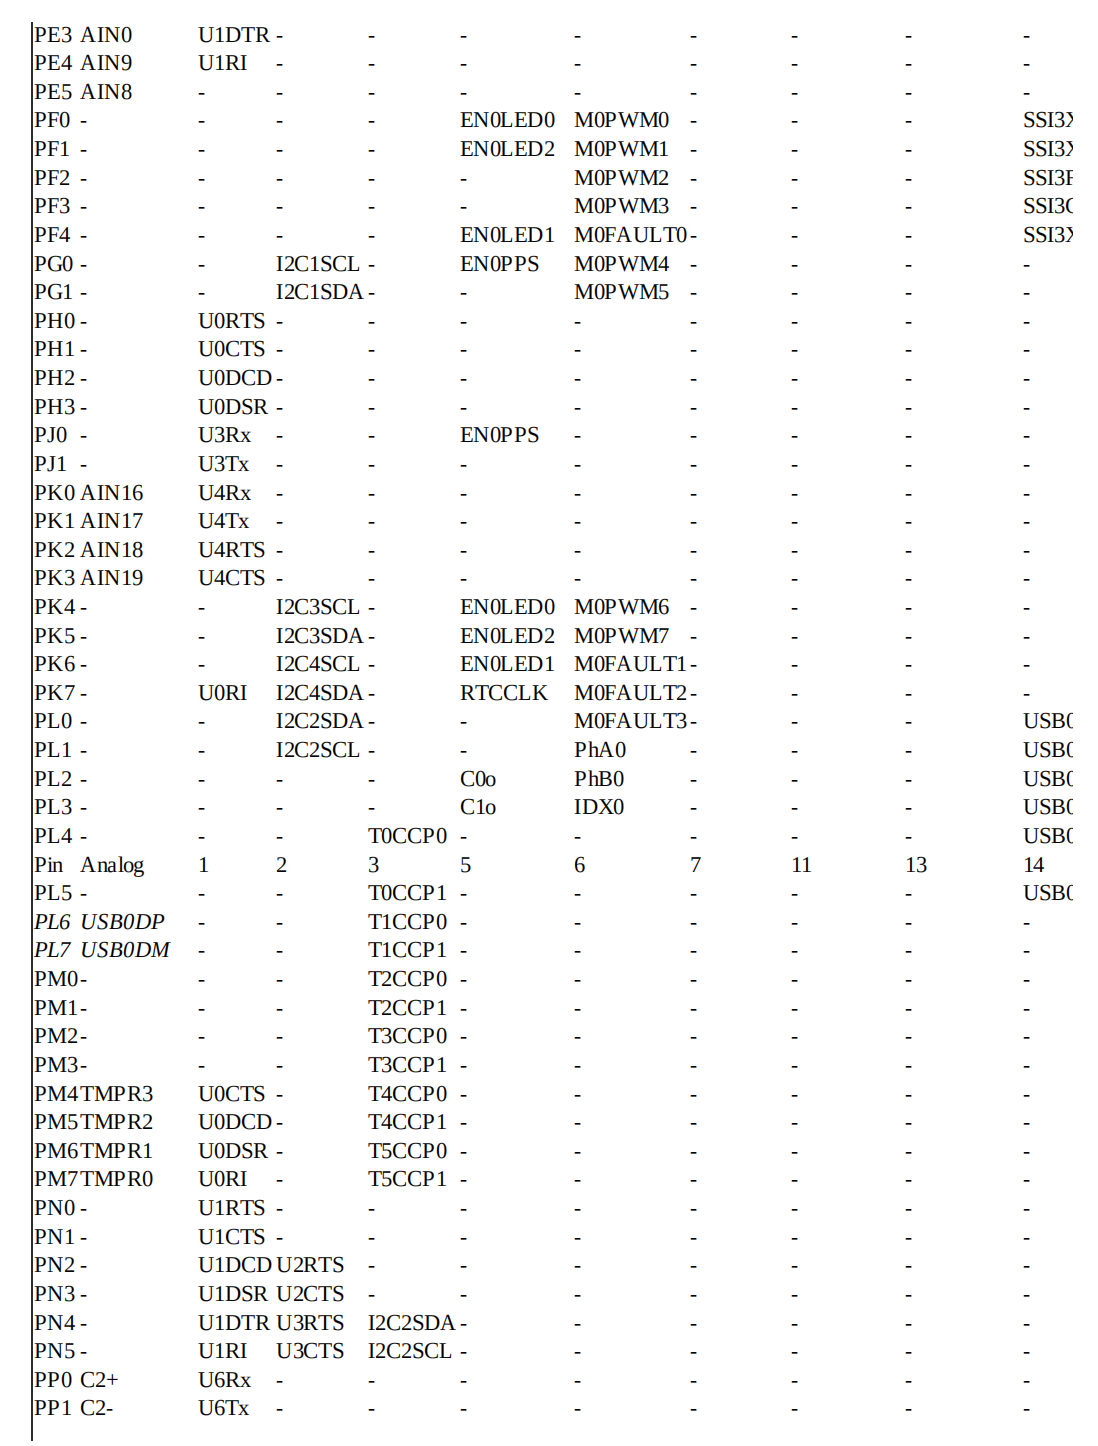 PE3 AIN0 U1DTR - - - - - - - -
PE4 AIN9 U1RI - - - - - - - -
PE5 AIN8 - - - - - - - - -
PF0 - - - - EN0LED0 M0PWM0 - - - SSI3X
PF1 - - - - EN0LED2 M0PWM1 - - - SSI3X
PF2 - - - - - M0PWM2 - - - SSI3F
PF3 - - - - - M0PWM3 - - - SSI3C
PF4 - - - - EN0LED1 M0FAULT0 - - - SSI3X
PG0 - - I2C1SCL - EN0PPS M0PWM4 - - - -
PG1 - - I2C1SDA - - M0PWM5 - - - -
PH0 - U0RTS - - - - - - - -
PH1 - U0CTS - - - - - - - -
PH2 - U0DCD - - - - - - - -
PH3 - U0DSR - - - - - - - -
PJ0 - U3Rx - - EN0PPS - - - - -
PJ1 - U3Tx - - - - - - - -
PK0 AIN16 U4Rx - - - - - - - -
PK1 AIN17 U4Tx - - - - - - - -
PK2 AIN18 U4RTS - - - - - - - -
PK3 AIN19 U4CTS - - - - - - - -
PK4 - - I2C3SCL - EN0LED0 M0PWM6 - - - -
PK5 - - I2C3SDA - EN0LED2 M0PWM7 - - - -
PK6 - - I2C4SCL - EN0LED1 M0FAULT1 - - - -
PK7 - U0RI I2C4SDA - RTCCLK M0FAULT2 - - - -
PL0 - - I2C2SDA - - M0FAULT3 - - - USB0
PL1 - - I2C2SCL - - PhA0 - - - USB0
PL2 - - - - C0o PhB0 - - - USB0
PL3 - - - - C1o IDX0 - - - USB0
PL4 - - - T0CCP0 - - - - - USB0
Pin Analog 1 2 3 5 6 7 11 13 14
PL5 - - - T0CCP1 - - - - - USB0
PL6 USB0DP - - T1CCP0 - - - - - -
PL7 USB0DM - - T1CCP1 - - - - - -
PM0 - - - T2CCP0 - - - - - -
PM1 - - - T2CCP1 - - - - - -
PM2 - - - T3CCP0 - - - - - -
PM3 - - - T3CCP1 - - - - - -
PM4 TMPR3 U0CTS - T4CCP0 - - - - - -
PM5 TMPR2 U0DCD - T4CCP1 - - - - - -
PM6 TMPR1 U0DSR - T5CCP0 - - - - - -
PM7 TMPR0 U0RI - T5CCP1 - - - - - -
PN0 - U1RTS - - - - - - - -
PN1 - U1CTS - - - - - - - -
PN2 - U1DCD U2RTS - - - - - - -
PN3 - U1DSR U2CTS - - - - - - -
PN4 - U1DTR U3RTS I2C2SDA - - - - - -
PN5 - U1RI U3CTS I2C2SCL - - - - - -
PP0 C2+ U6Rx - - - - - - - -
PP1 C2- U6Tx - - - - - - - -